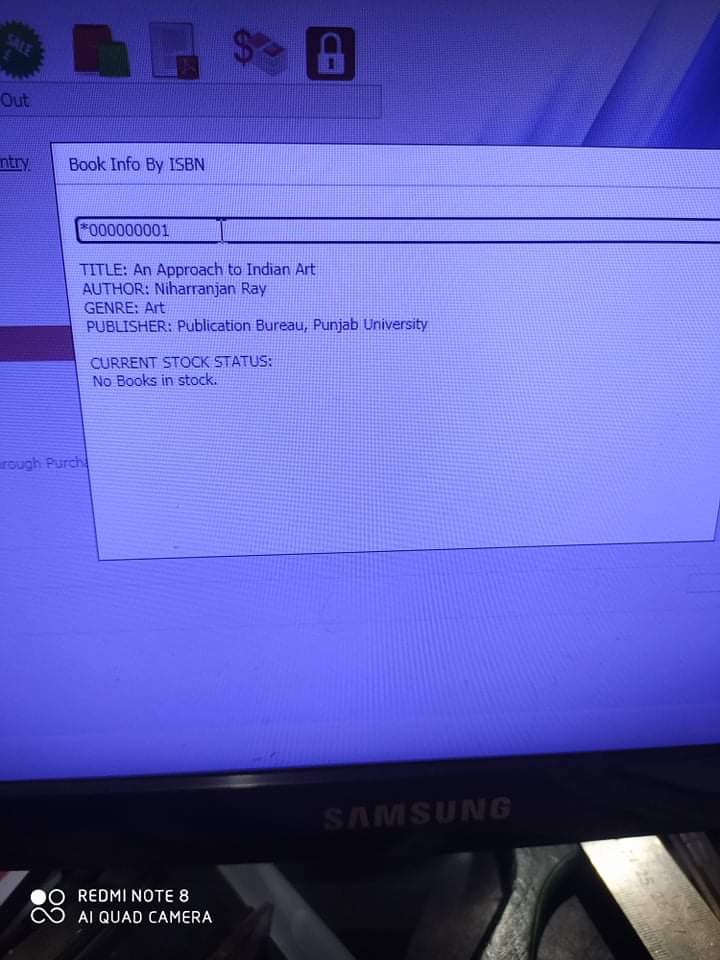 SALE
$
Out
ntry
Book Info By ISBN
*000000001
TITLE: An Approach to Indian Art
AUTHOR: Niharranjan Ray
GENRE: Art
PUBLISHER: Publication Bureau, Punjab University
CURRENT STOCK STATUS:
No Books in stock.
rough Purch
SAMSUNG
REDMI NOTE 8
AI QUAD CAMERA